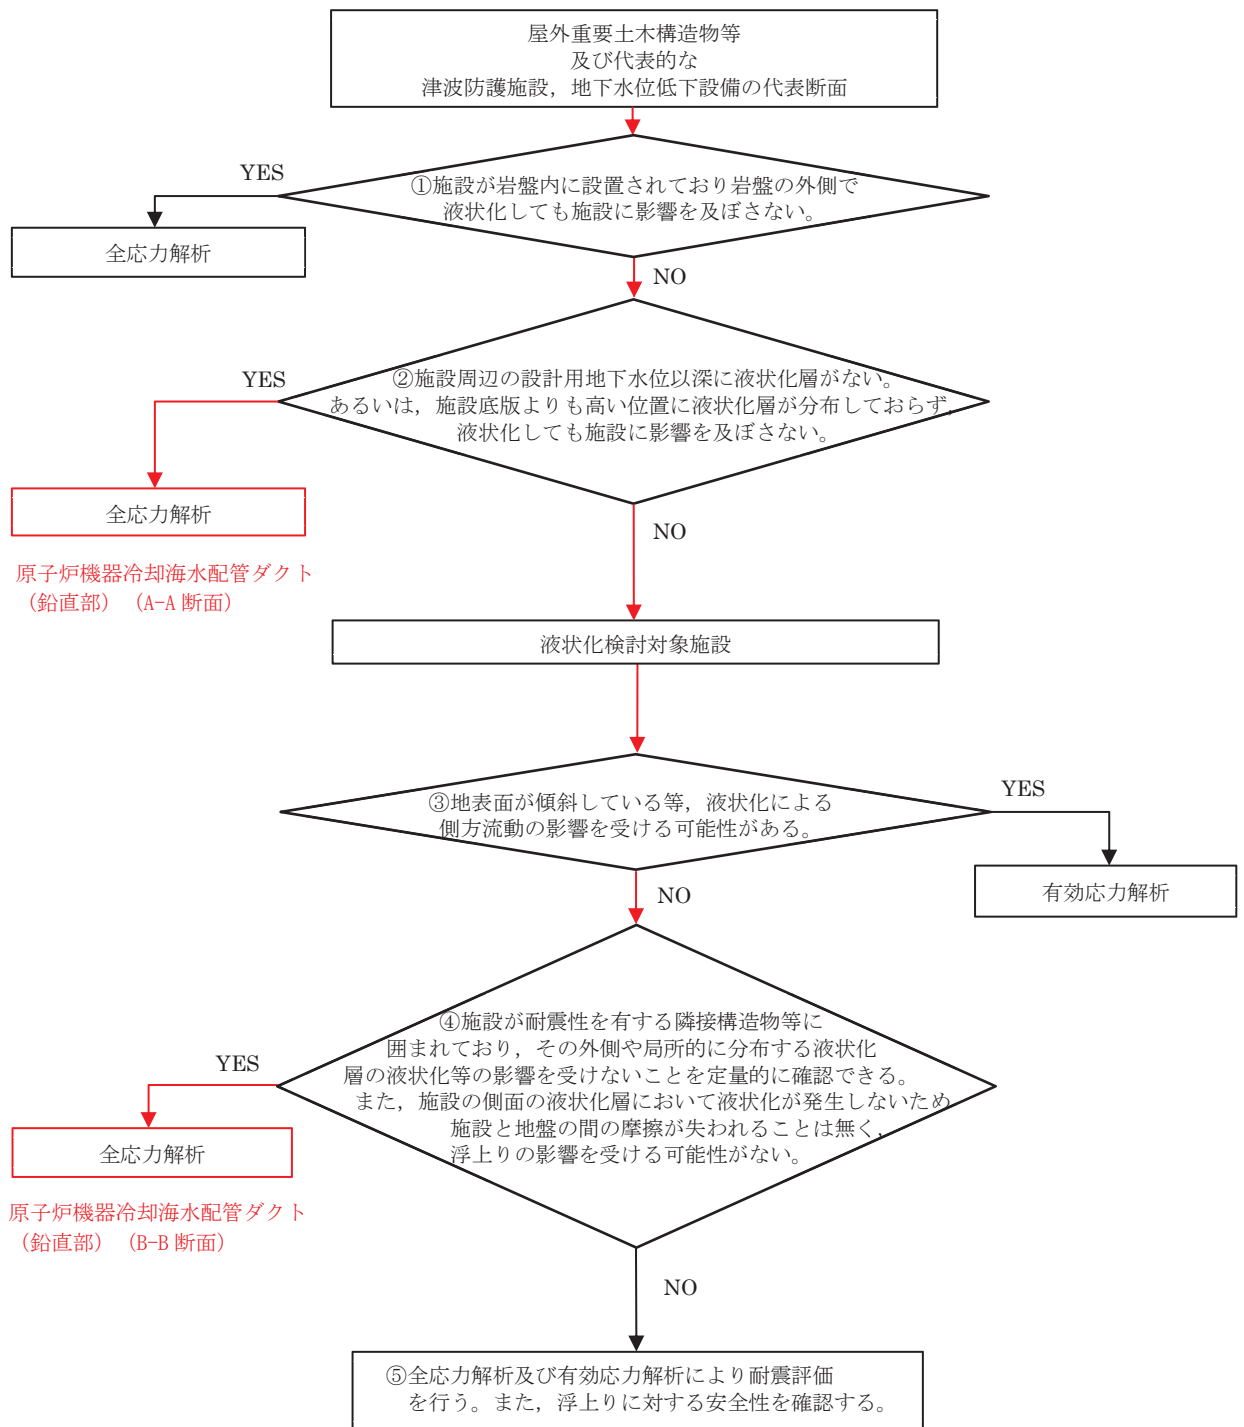 屋外重要土木構造物等
及び代表的な
津波防護施設，地下水位低下設備の代表断面
YES
①施設が岩盤内に設置されており岩盤の外側で
液状化しても施設に影響を及ぼさない。
全応力解析
NO
YES
②施設周辺の設計用地下水位以深に液状化層がない。
あるいは，施設底版よりも高い位置に液状化層が分布しておらず，
液状化しても施設に影響を及ぼさない。
全応力解析
NO
原子炉機器冷却海水配管ダクト
（鉛直部）（A-A 断面）
液状化検討対象施設
③地表面が傾斜している等，液状化による
側方流動の影響を受ける可能性がある。
YES
有効応力解析
NO
④施設が耐震性を有する隣接構造物等に
囲まれており，その外側や局所的に分布する液状化
層の液状化等の影響を受けないことを定量的に確認できる。
また，施設の側面の液状化層において液状化が発生しないため
施設と地盤の間の摩擦が失われることは無く，
浮上りの影響を受ける可能性がない。
YES
全応力解析
原子炉機器冷却海水配管ダクト
（鉛直部）（B-B 断面）
NO
⑤全応力解析及び有効応力解析により耐震評価
を行う。また，浮上りに対する安全性を確認する。